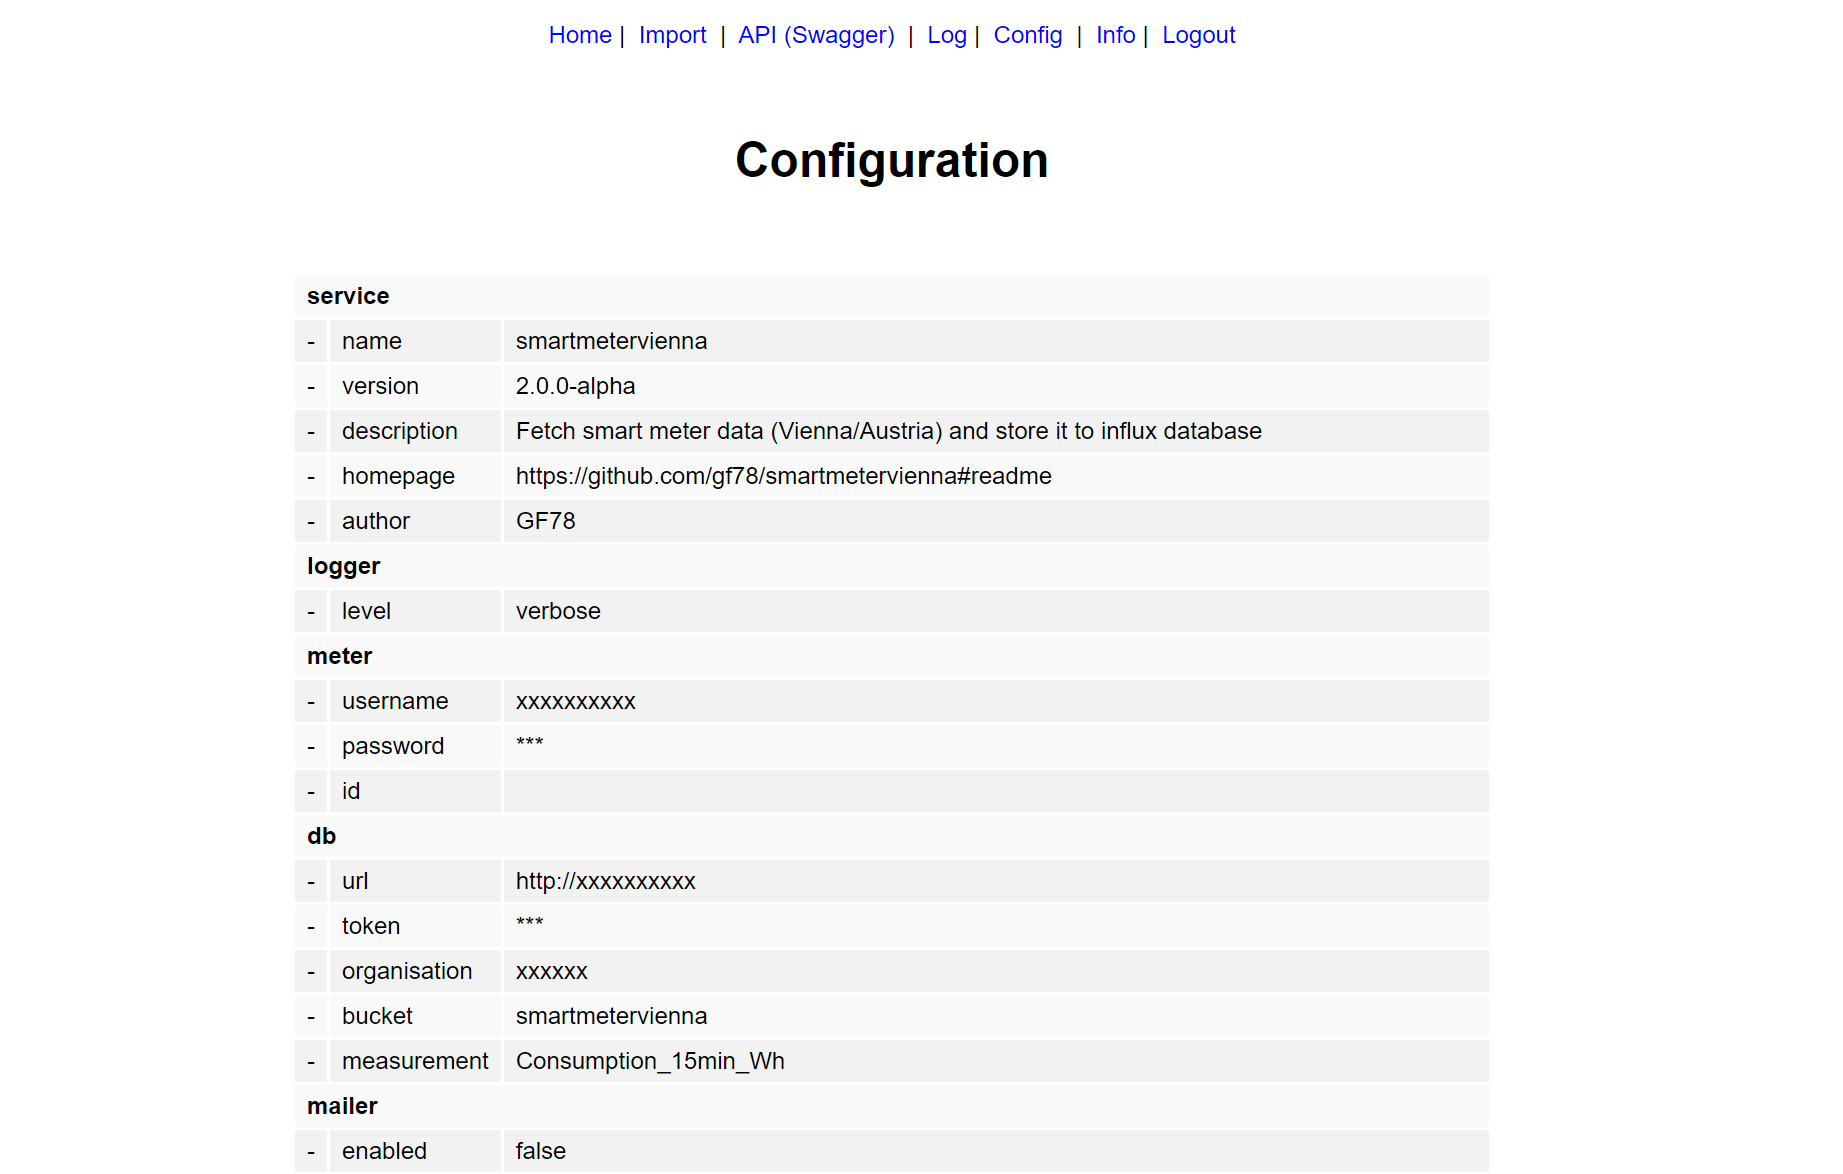 Home | Import | API (Swagger) | Log | Config | Info | Logout
Configuration
service
- name smartmetervienna
- version 2.0.0-alpha
- description Fetch smart meter data (Vienna/Austria) and store it to influx database
- homepage https://github.com/gf78/smartmetervienna#readme
- author GF78
logger
- level verbose
meter
- username xxxxxxxxxx
- password ***
- id
db
- url http://xxxxxxxxxx
- token ***
- organisation xxxxxx
- bucket smartmetervienna
- measurement Consumption_15min_Wh
mailer
- enabled false